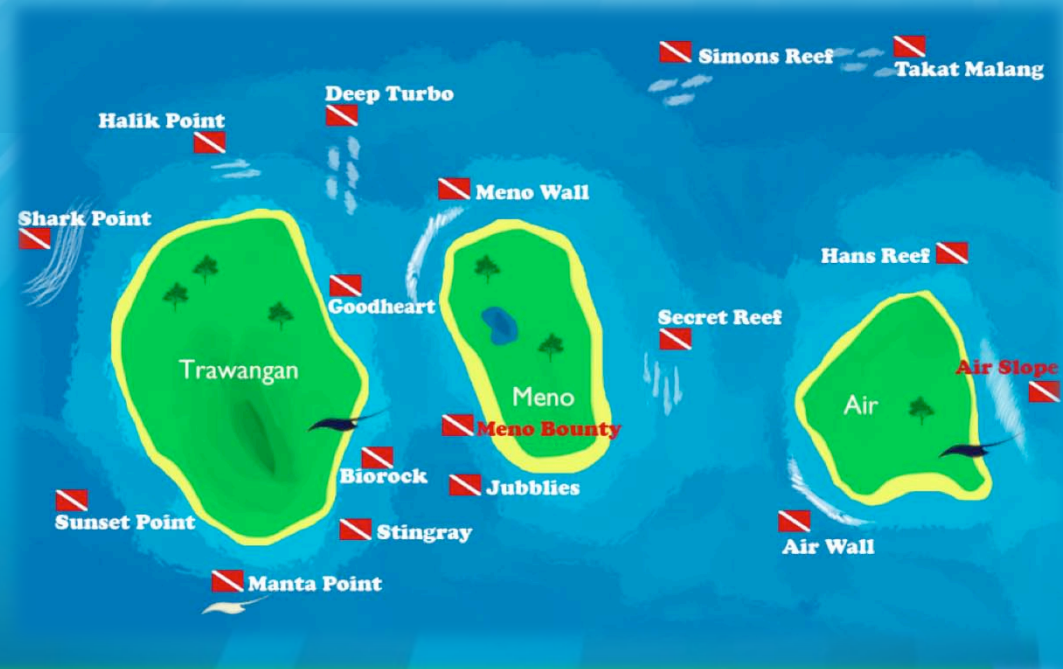 Simons Reef
Takat Malang
Deep Turbo
Halik Point
Meno Wall
Shark Point
Hans Reef
Goodheart
Secret Reef
Trawangan
Air Slope
Meno
Air
Meno Bounty
Biorock
Jubblies
Sunset Point
Stingray
Air Wall
Manta Point